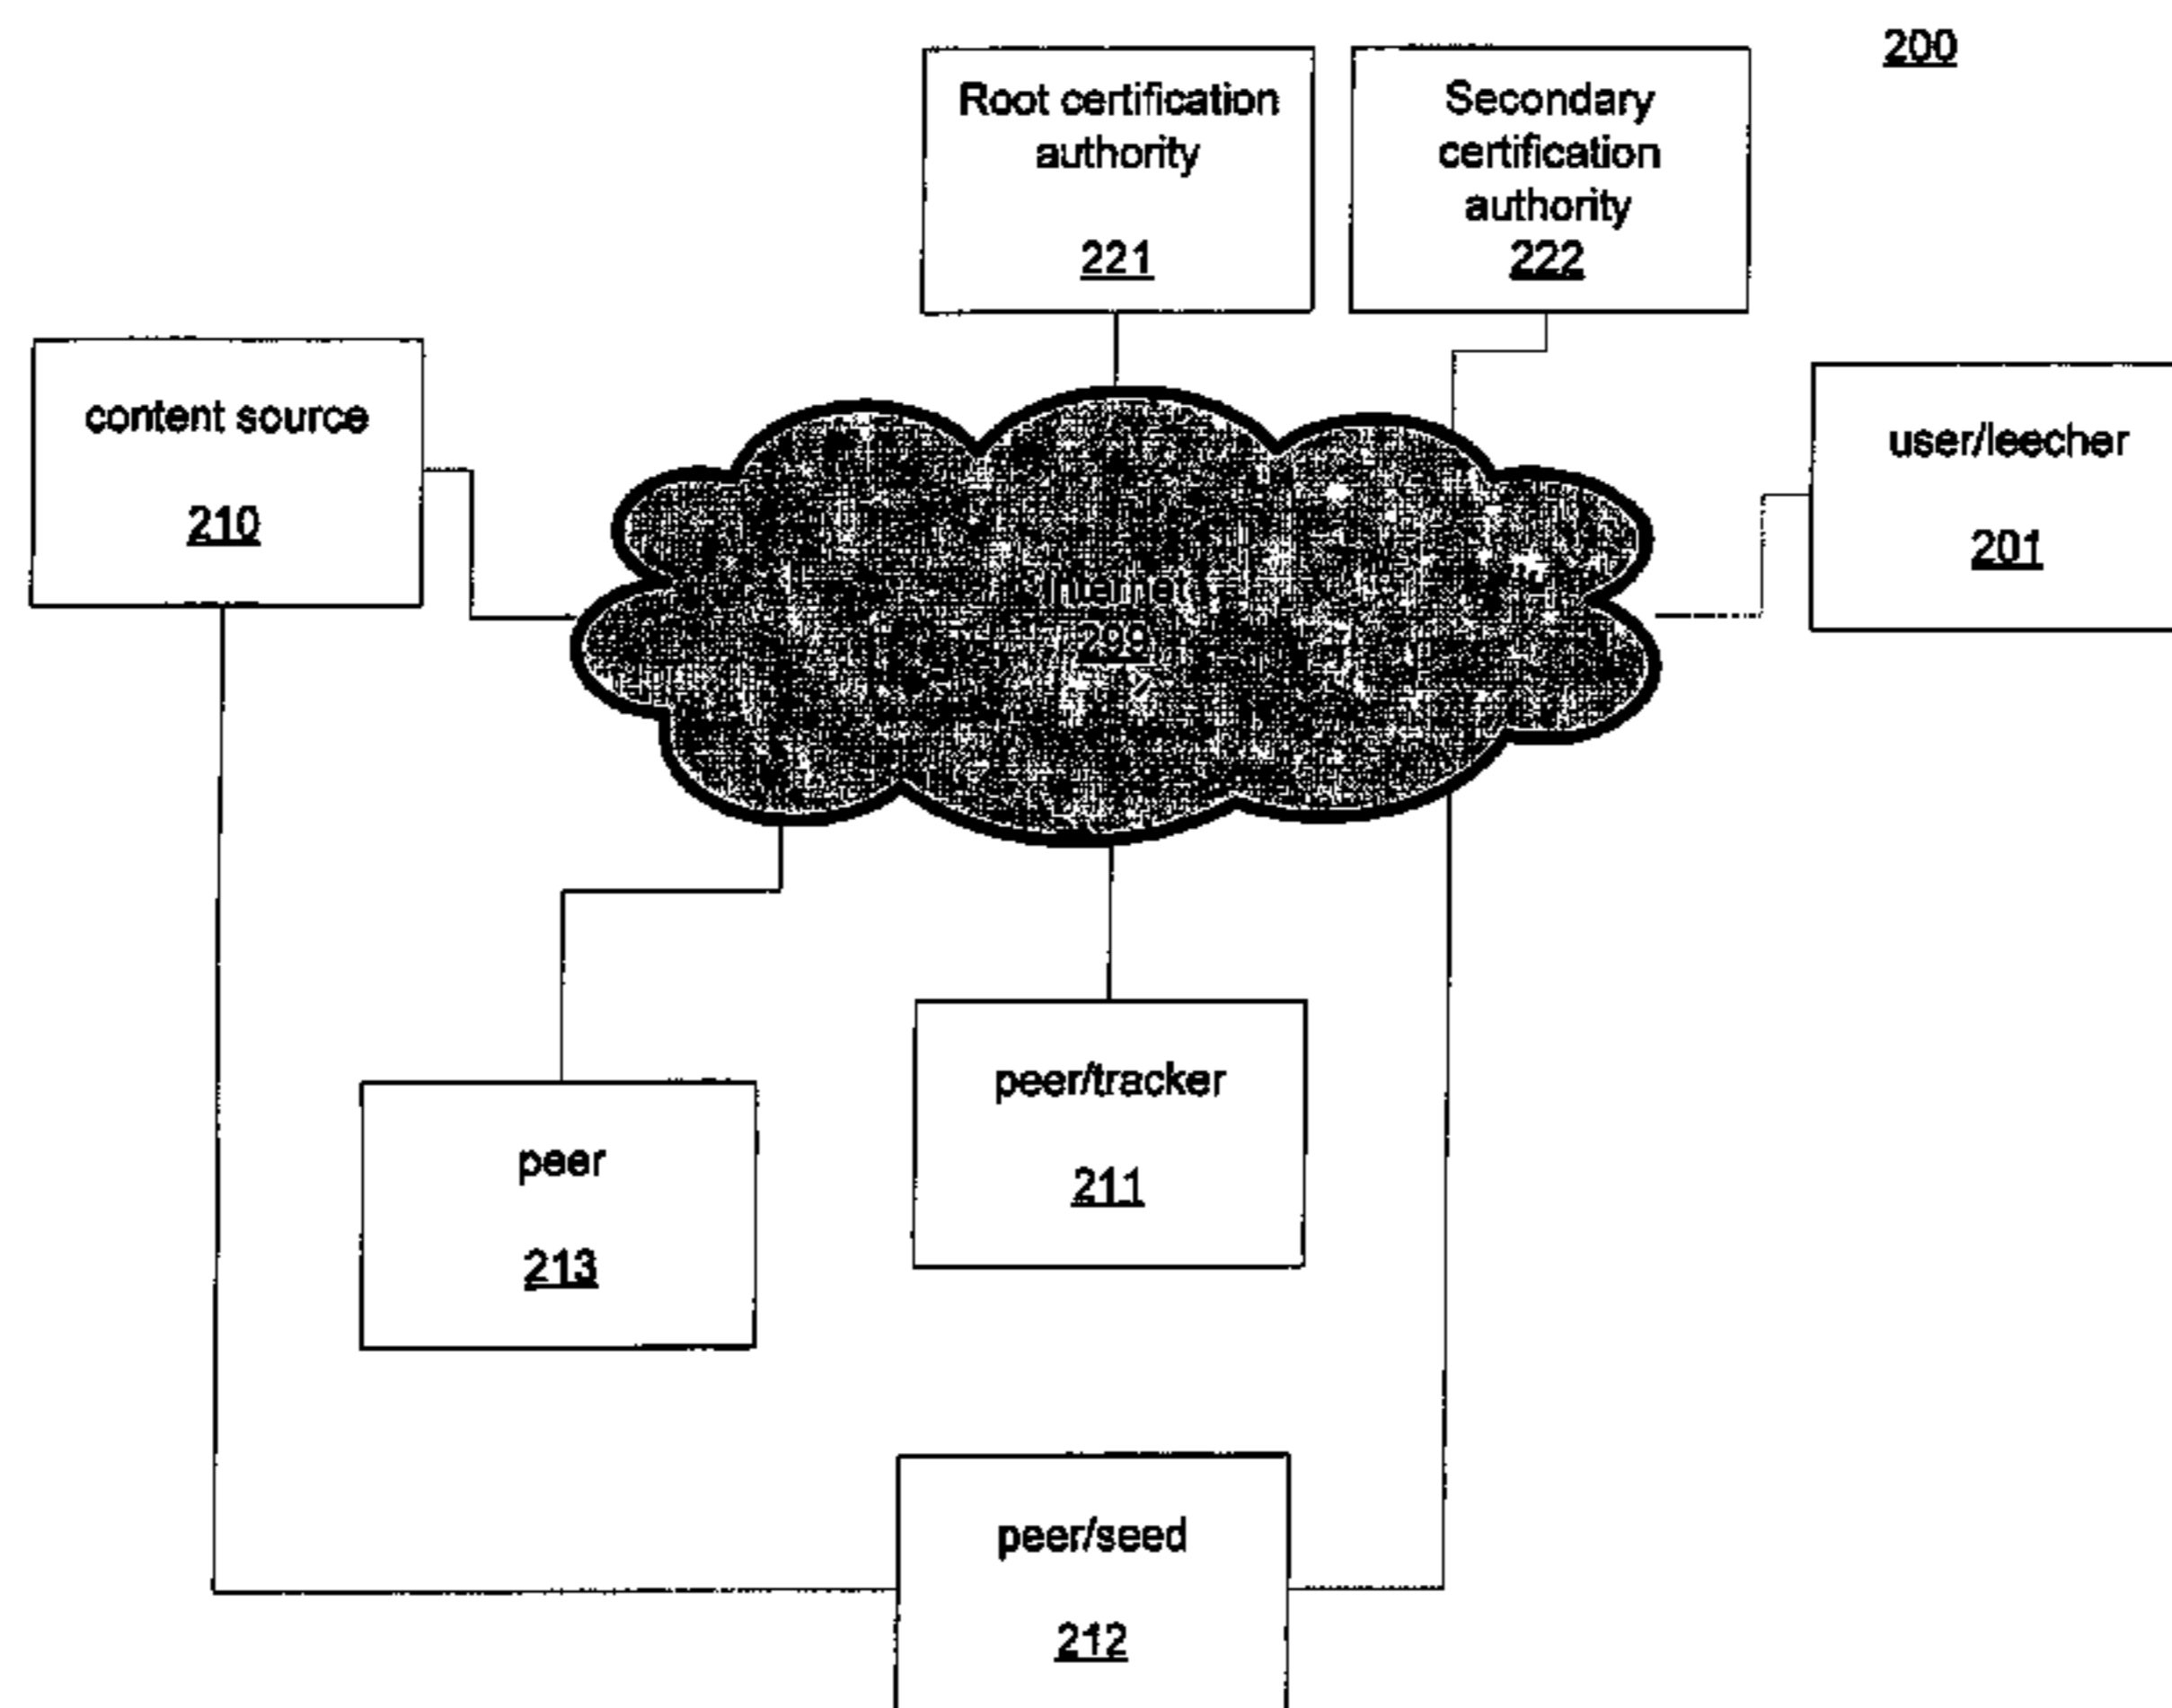 200
Root certification
authority
221
Secondary
certification
authority
222
content source
210
user/leecher
201
Internet
299
peer/tracker
211
peer
213
peer/seed
212